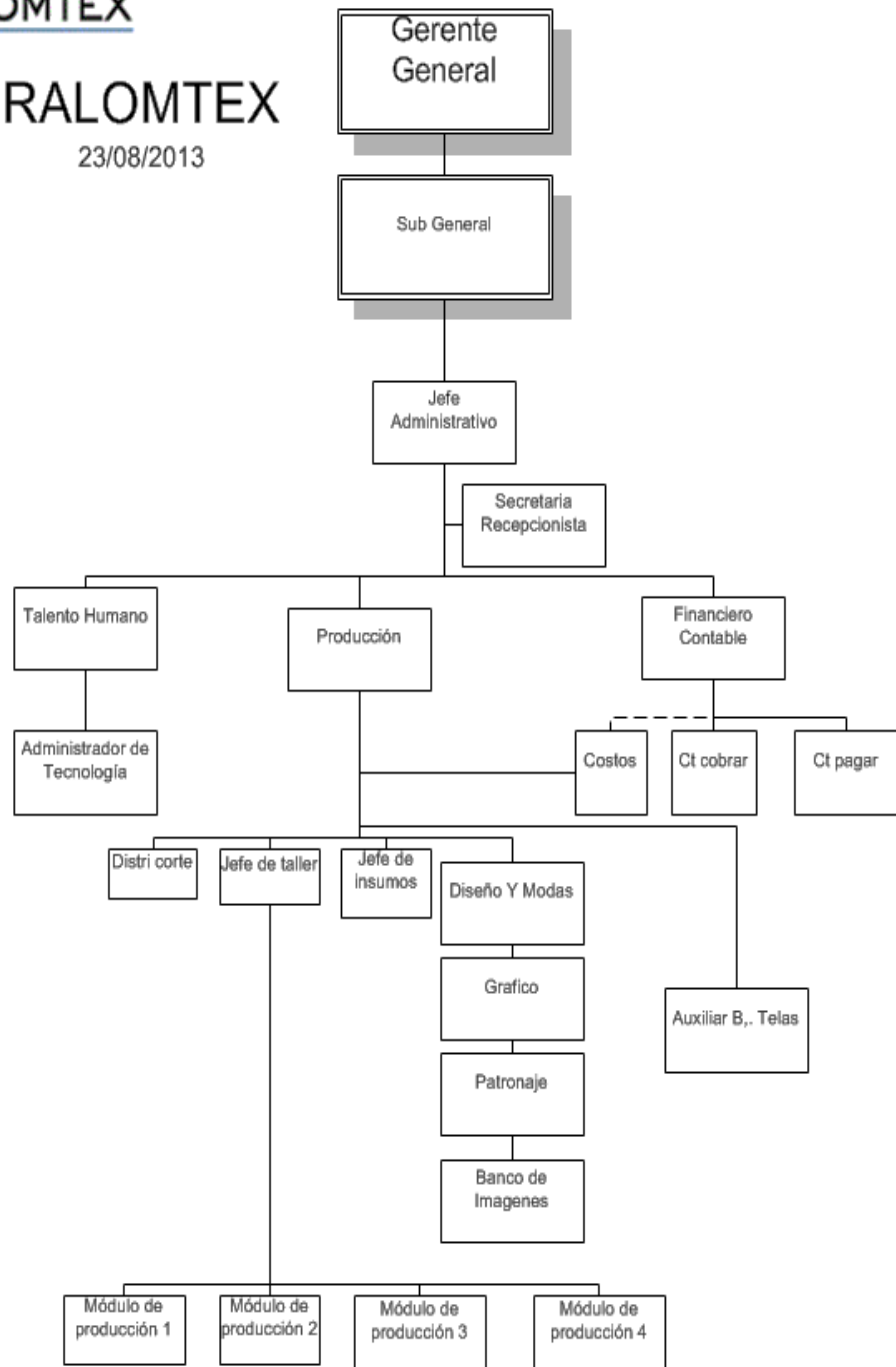 OMTEX
RALOMTEX
23/08/2013
Gerente
General
Sub General
Jefe
Administrativo
Secretaria
Recepcionista
Talento Humano
Producción
Financiero
Contable
Administrador de
Tecnología
Costos
Ct cobrar
Ct pagar
Distri corte
Jefe de taller
Jefe de
insumos
Diseño Y Modas
Grafico
Auxiliar B,. Telas
Patronaje
Banco de
Imagenes
Módulo de
producción 1
Módulo de
producción 2
Módulo de
producción 3
Módulo de
producción 4